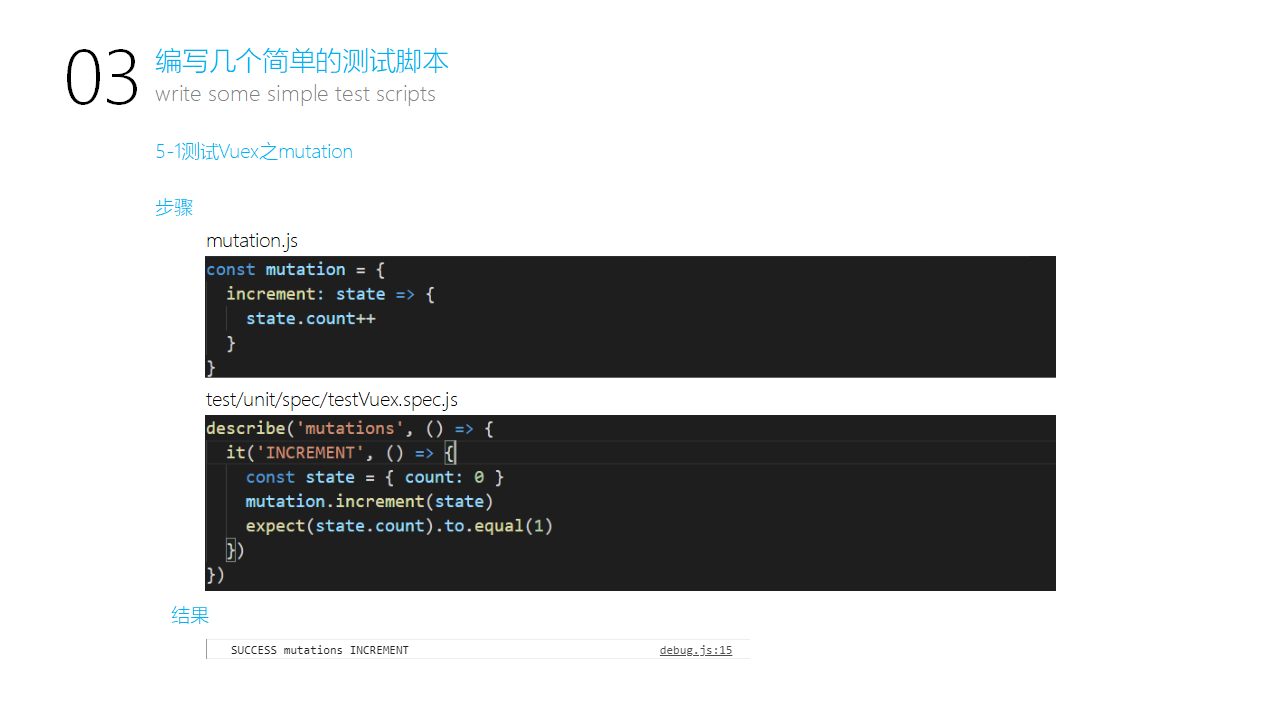 03
编写几个简单的测试脚本
write some simple test scripts
5-1测试Vuex之mutation
步骤
mutation.js
const mutation = {
  increment: state => {
    state.count++
  }
}
test/unit/spec/testVuex.spec.js
describe('mutations', () => {
  it('INCREMENT', () => {
    const state = { count: 0 }
    mutation.increment(state)
    expect(state.count).to.equal(1)
  })
})
结果
SUCCESS mutations INCREMENT debug.js:15